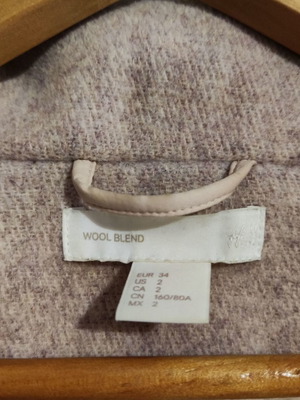 WOOL BLEND
EUR 34
US 2
CA 2
CN 160/80A
MX 2